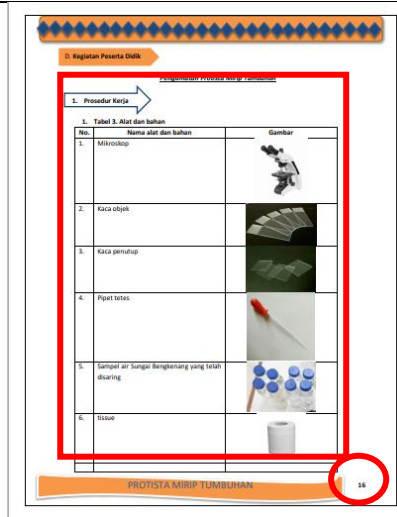 D. Kegiatan Peserta Didik
Pengamatan Protista Mirip Tumbuhan
1. Prosedur Kerja
1. Tabel 3. Alat dan bahan
No. Nama alat dan bahan Gambar
1. Mikroskop
2. Kaca objek
3. Kaca penutup
4. Pipet tetes
5. Sampel air Sungai Bengkenang yang telah
disaring
6. tissue
PROTISTA MIRIP TUMBUHAN 16